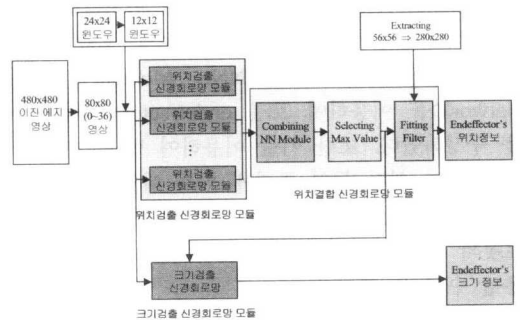 24x24
윈도우
12x12
윈도우
Extracting
56x56 ⇒ 280x280
480x480
이진 에지
영상
80x80
(0~36)
영상
위치검출
신경회로망 모듈
위치검출
신경회로망 모듈
⋮
위치검출
신경회로망 모듈
위치검출 신경회로망 모듈
Combining
NN Module
Selecting
Max Value
Fitting
Filter
위치결합 신경회로망 모듈
Endeffector's
위치정보
크기검출
신경회로망
크기검출 신경회로망 모듈
Endeffector's
크기 정보